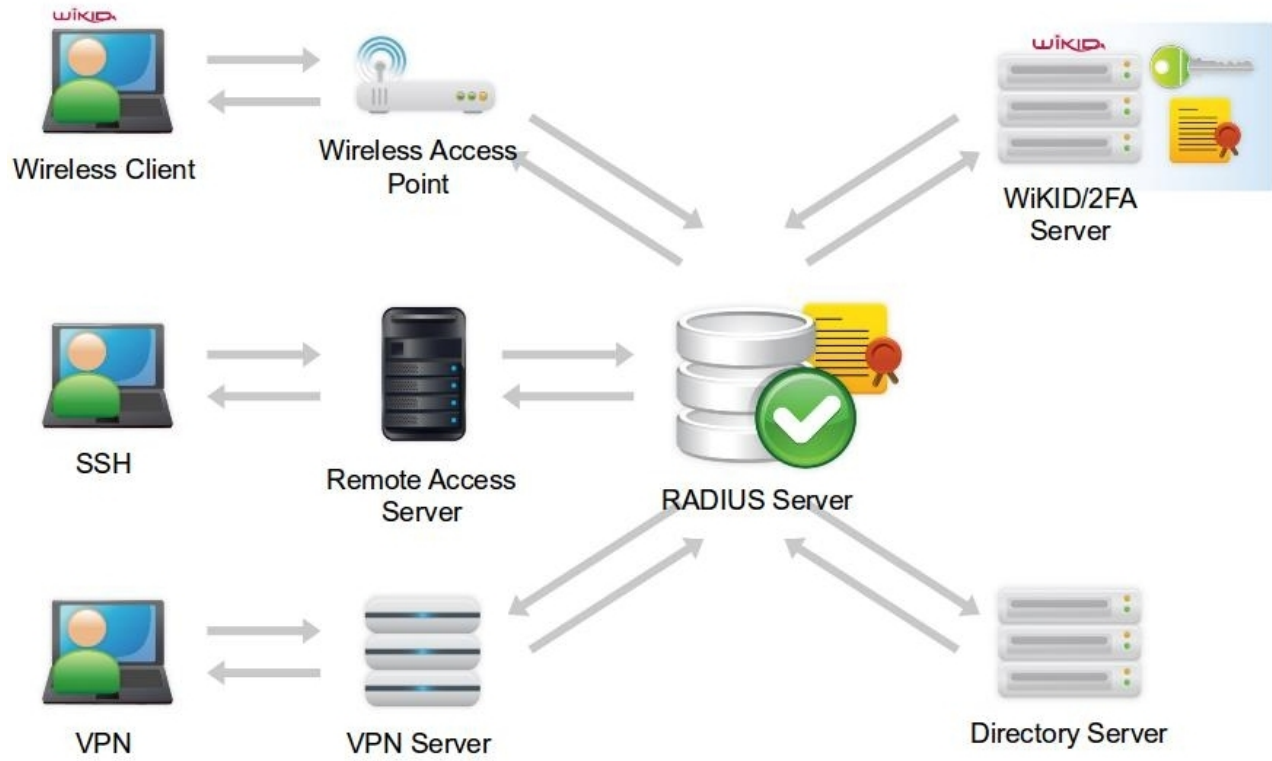 WiKID
WiKID
Wireless Client
Wireless Access
Point
WiKID/2FA
Server
SSH
Remote Access
Server
RADIUS Server
VPN
VPN Server
Directory Server